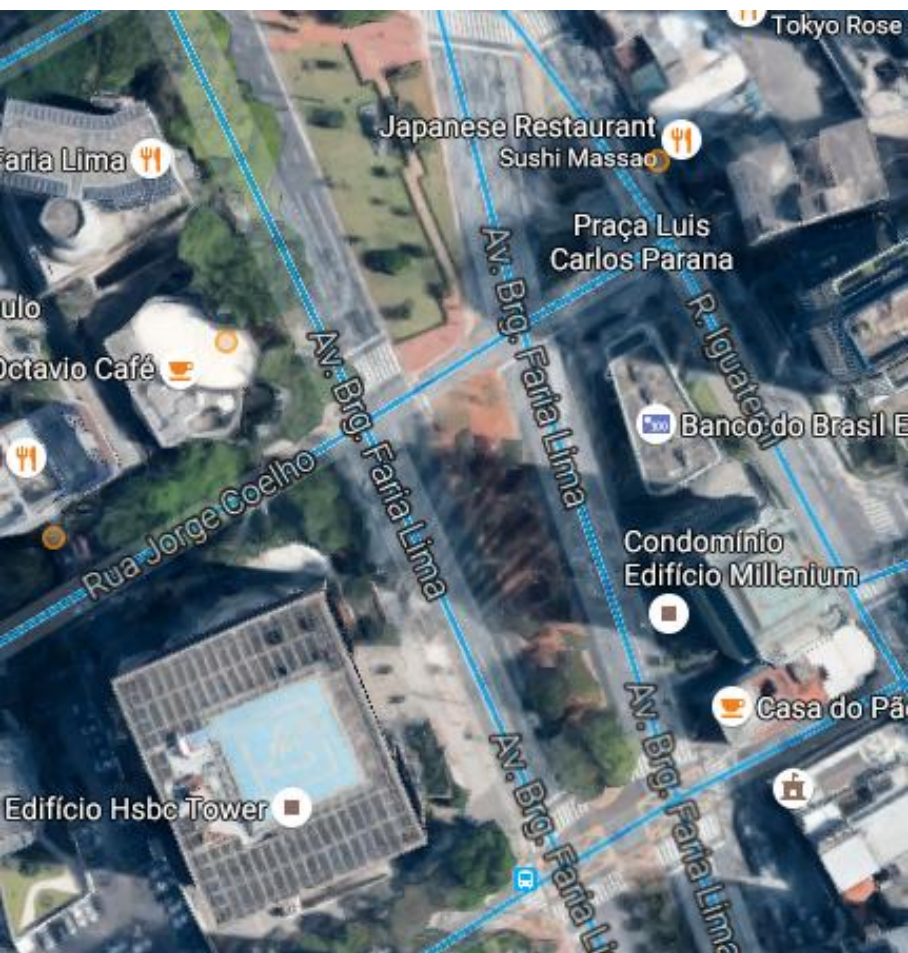 Tokyo Rose
Japanese Restaurant
Sushi Massao
Faria Lima
Praça Luis
Carlos Parana
Av. Brg. Faria Lima
ulo
R. Iguatemi
Octavio Café
Av. Brg. Faria Lima
Banco do Brasil E
Rua Jorge Coelho
Condomínio
Edifício Millenium
Av. Brg. Faria Lima
Casa do Pã
Av. Brg. Faria Li
Edifício Hsbc Tower